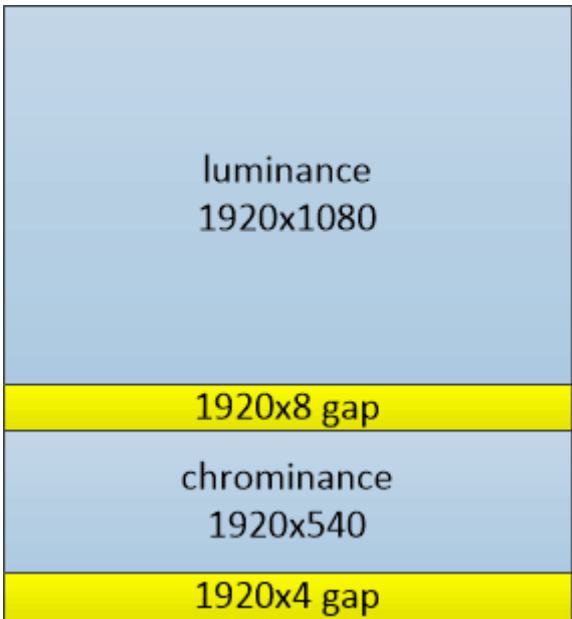 luminance
1920x1080
1920x8 gap
chrominance
1920x540
1920x4 gap